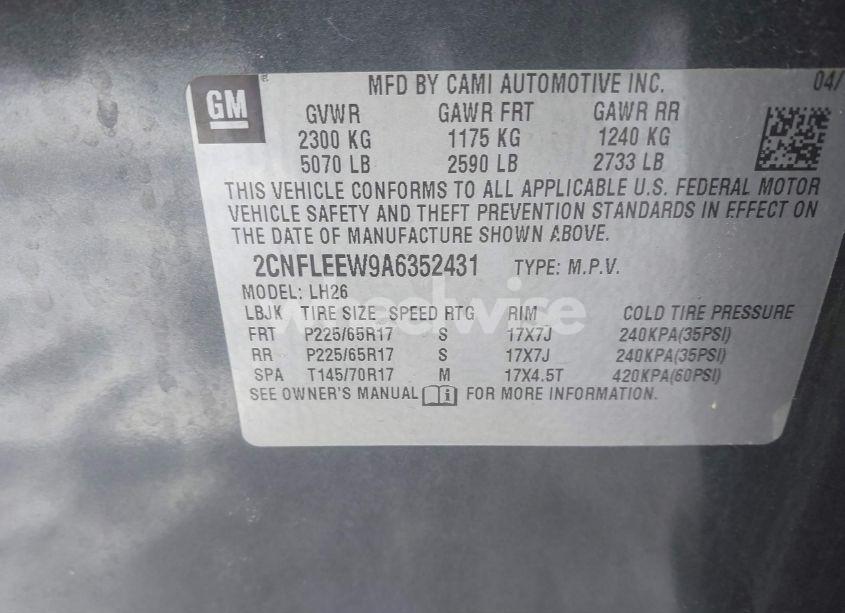 GM
MFD BY CAMI AUTOMOTIVE INC. 04/
GVWR GAWR FRT GAWR RR
2300 KG 1175 KG 1240 KG
5070 LB 2590 LB 2733 LB
THIS VEHICLE CONFORMS TO ALL APPLICABLE U.S. FEDERAL MOTOR
VEHICLE SAFETY AND THEFT PREVENTION STANDARDS IN EFFECT ON
THE DATE OF MANUFACTURE SHOWN ABOVE.
2CNFLEEW9A6352431 TYPE: M.P.V.
MODEL: LH26
LBJK TIRE SIZE SPEED RTG RIM COLD TIRE PRESSURE
FRT P225/65R17 S 17X7J 240KPA(35PSI)
RR P225/65R17 S 17X7J 240KPA(35PSI)
SPA T145/70R17 M 17X4.5T 420KPA(60PSI)
SEE OWNER'S MANUAL FOR MORE INFORMATION.